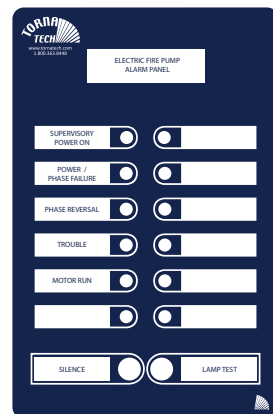 TORNA
TECH
www.tornatech.com
1.800.363.8448
ELECTRIC FIRE PUMP
ALARM PANEL
SUPERVISORY
POWER ON
POWER /
PHASE FAILURE
PHASE REVERSAL
TROUBLE
MOTOR RUN
SILENCE
LAMP TEST